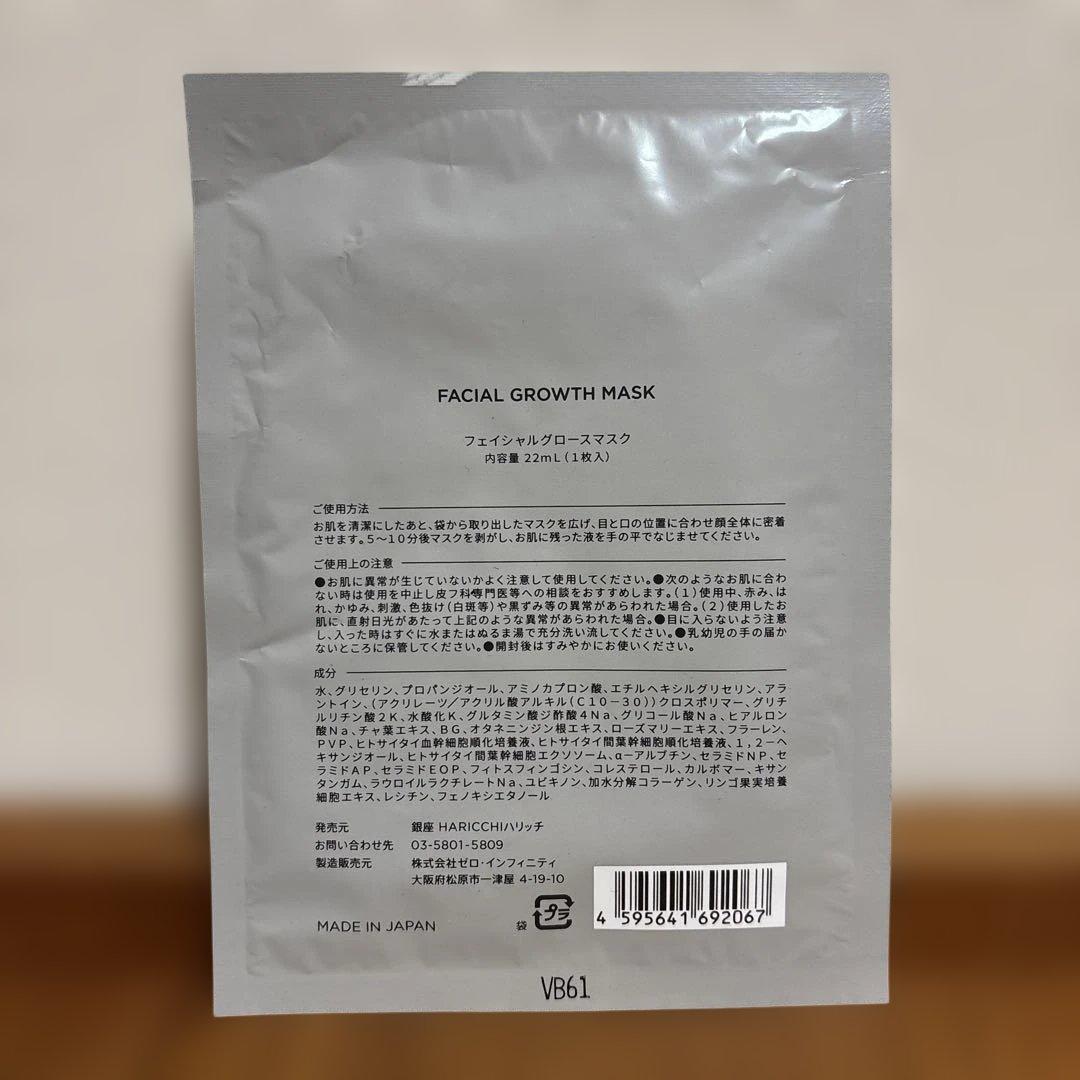 FACIAL GROWTH MASK
フェイシャルグロースマスク
内容量 22mL(1枚入)
ご使用方法
お肌を清潔にしたあと、袋から取り出したマスクを広げ、目と口の位置に合わせ顔全体に密着
させます。5〜10分後マスクを剥がし、お肌に残った液を手の平でなじませてください。
ご使用上の注意
●お肌に異常が生じていないかよく注意して使用してください。●次のようなお肌に合わ
ない時は使用を中止し皮フ科専門医等への相談をおすすめします。(1)使用中、赤み、は
れ、かゆみ、刺激、色抜け(白斑等)や黒ずみ等の異常があらわれた場合。(2)使用したお
肌に、直射日光があたって上記のような異常があらわれた場合。●目に入らないよう注意
し、入った時はすぐに水またはぬるま湯で充分洗い流してください。●乳幼児の手の届か
ないところに保管してください。●開封後はすみやかにお使いください。
成分
水、グリセリン、プロパンジオール、アミノカプロン酸、エチルヘキシルグリセリン、アラ
ントイン、(アクリレーツ/アクリル酸アルキル(C10-30))クロスポリマー、グリチ
ルリチン酸2K、水酸化K、グルタミン酸ジ酢酸4Na、グリコール酸Na、ヒアルロン
酸Na、チャ葉エキス、BG、オタネニンジン根エキス、ローズマリーエキス、フラーレン、
PVP、ヒトサイタイ血幹細胞順化培養液、ヒトサイタイ間葉幹細胞順化培養液、1,2-ヘ
キサンジオール、ヒトサイタイ間葉幹細胞エクソソーム、α-アルブチン、セラミドNP、セ
ラミドAP、セラミドEOP、フィトスフィンゴシン、コレステロール、カルボマー、キサン
タンガム、ラウロイルラクチレートNa、ユビキノン、加水分解コラーゲン、リンゴ果実培養
細胞エキス、レシチン、フェノキシエタノール
発売元 銀座 HARICCHIハリッチ
お問い合わせ先 03-5801-5809
製造販売元 株式会社ゼロ・インフィニティ
大阪府松原市一津屋 4-19-10
MADE IN JAPAN
袋 プラ
4 595641 692067
VB61